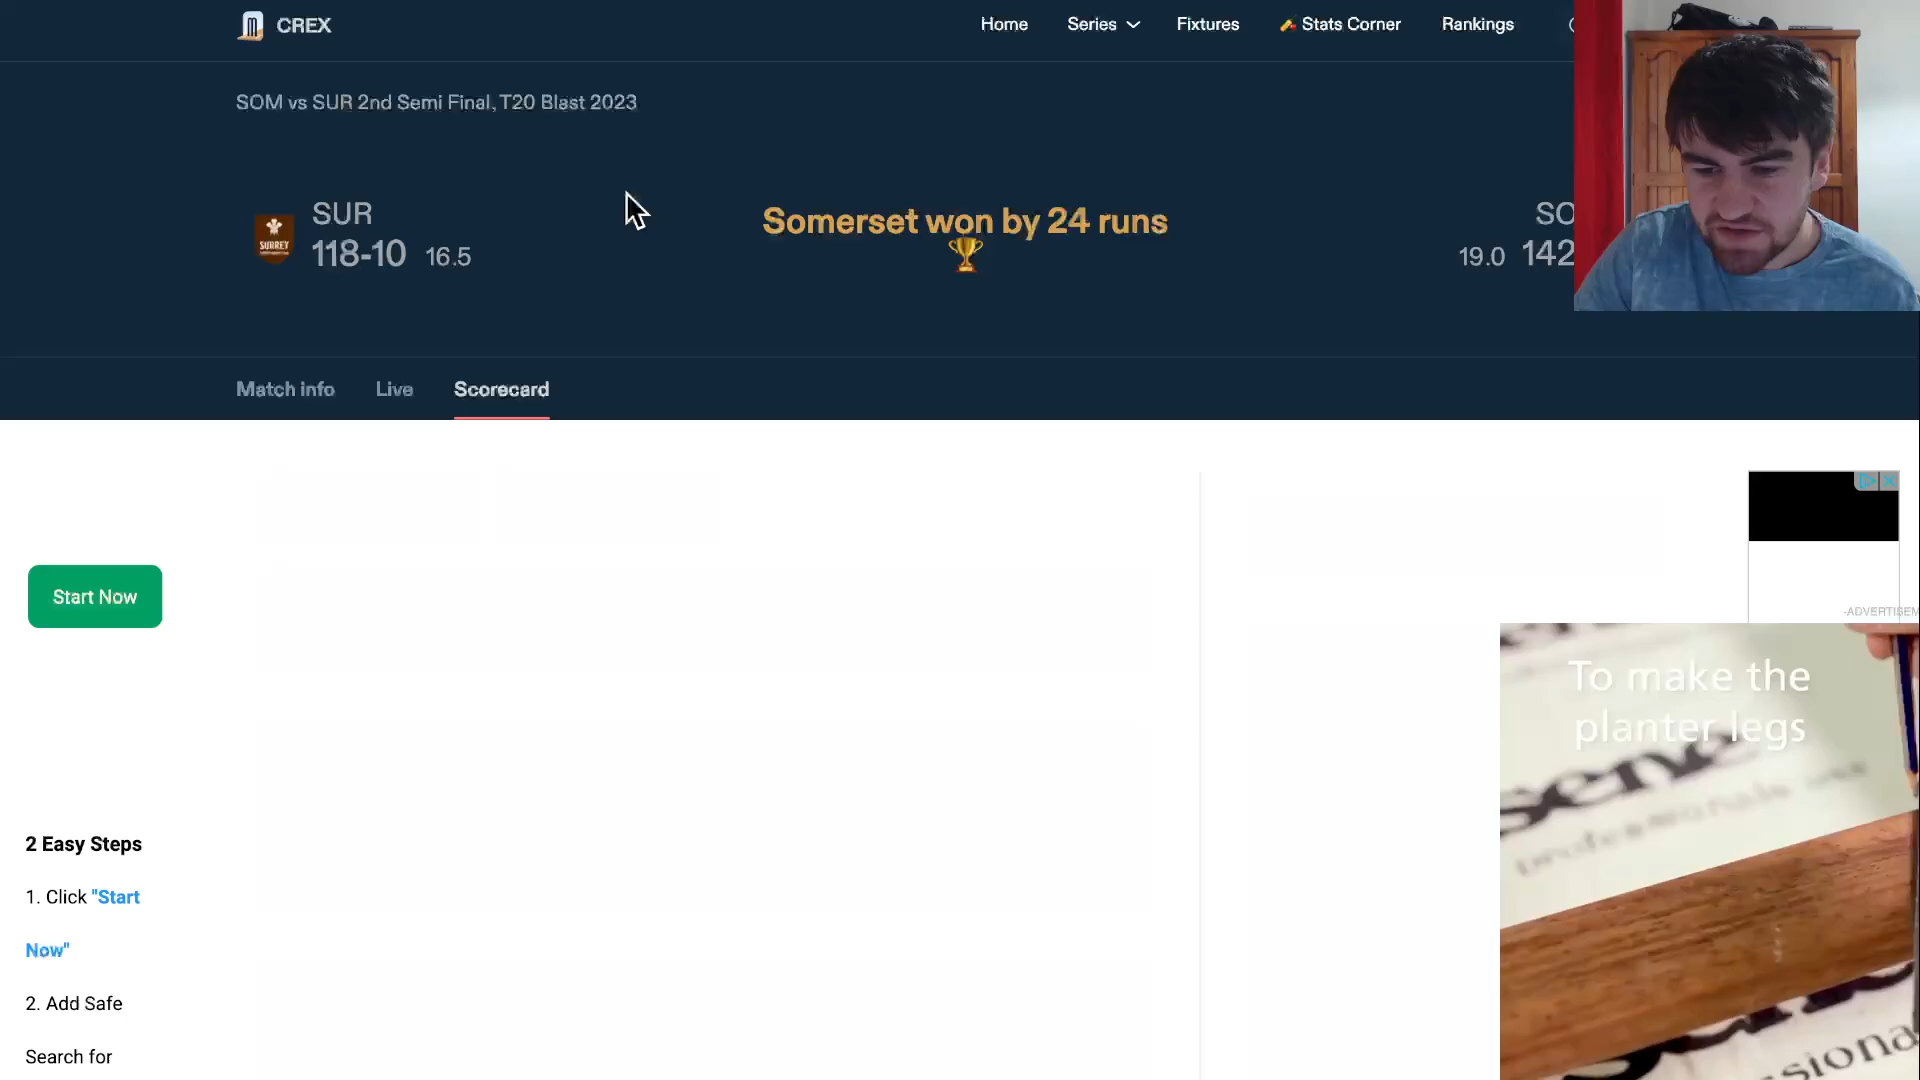 CREX
Home
Series
Fixtures
Stats Corner
Rankings
SOM vs SUR 2nd Semi Final, T20 Blast 2023
SURREY
SUR
118-10 16.5
Somerset won by 24 runs
SO
19.0 142
Match info
Live
Scorecard
Start Now
2 Easy Steps
1. Click "Start
Now"
2. Add Safe
Search for
-ADVERTISEM
To make the
planter legs